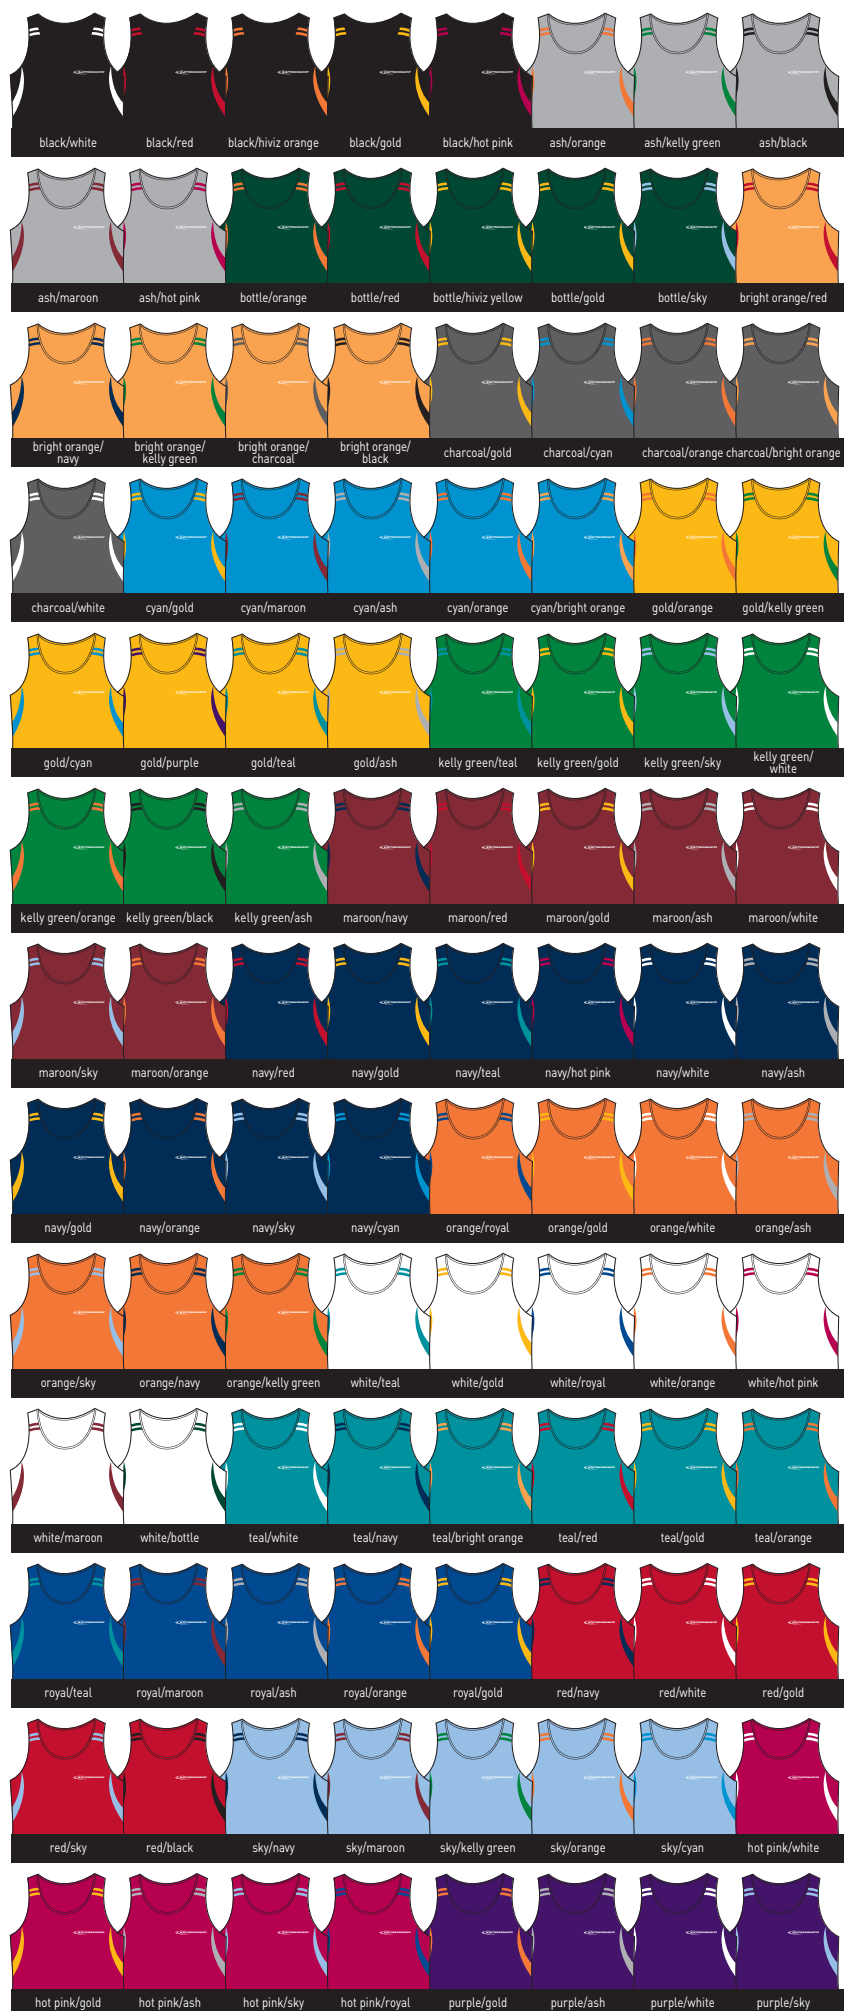 black/white
black/red
black/hiviz orange
black/gold
black/hot pink
ash/orange
ash/kelly green
ash/black
ash/maroon
ash/hot pink
bottle/orange
bottle/red
bottle/hiviz yellow
bottle/gold
bottle/sky
bright orange/red
bright orange/
navy
bright orange/
kelly green
bright orange/
charcoal
bright orange/
black
charcoal/gold
charcoal/cyan
charcoal/orange
charcoal/bright orange
charcoal/white
cyan/gold
cyan/maroon
cyan/ash
cyan/orange
cyan/bright orange
gold/orange
gold/kelly green
gold/cyan
gold/purple
gold/teal
gold/ash
kelly green/teal
kelly green/gold
kelly green/sky
kelly green/
white
kelly green/orange
kelly green/black
kelly green/ash
maroon/navy
maroon/red
maroon/gold
maroon/ash
maroon/white
maroon/sky
maroon/orange
navy/red
navy/gold
navy/teal
navy/hot pink
navy/white
navy/ash
navy/gold
navy/orange
navy/sky
navy/cyan
orange/royal
orange/gold
orange/white
orange/ash
orange/sky
orange/navy
orange/kelly green
white/teal
white/gold
white/royal
white/orange
white/hot pink
white/maroon
white/bottle
teal/white
teal/navy
teal/bright orange
teal/red
teal/gold
teal/orange
royal/teal
royal/maroon
royal/ash
royal/orange
royal/gold
red/navy
red/white
red/gold
red/sky
red/black
sky/navy
sky/maroon
sky/kelly green
sky/orange
sky/cyan
hot pink/white
hot pink/gold
hot pink/ash
hot pink/sky
hot pink/royal
purple/gold
purple/ash
purple/white
purple/sky